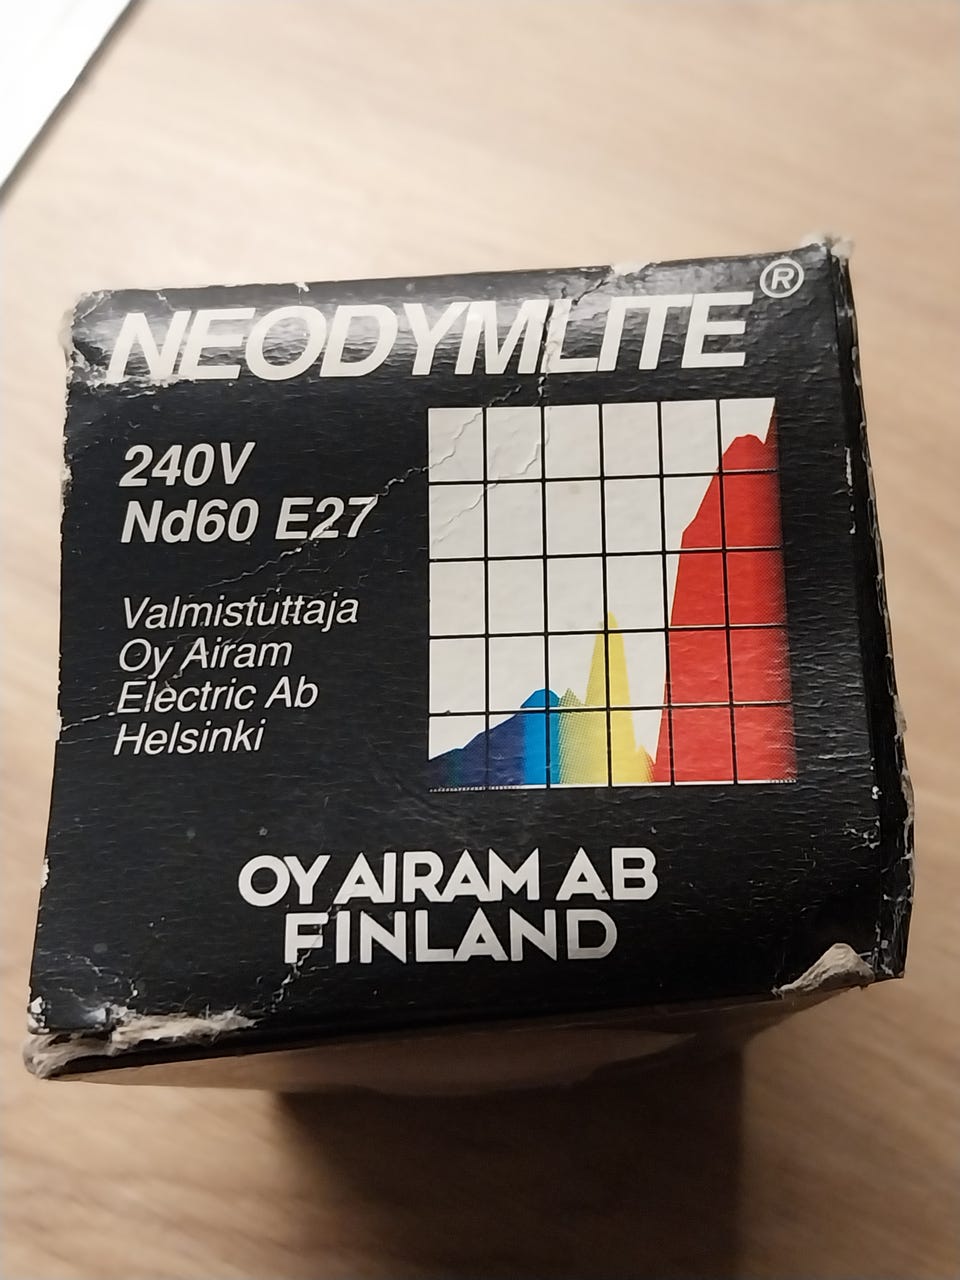 NEODYMLITE®
240V
Nd60 E27
Valmistuttaja
Oy Airam
Electric Ab
Helsinki
OY AIRAM AB
FINLAND